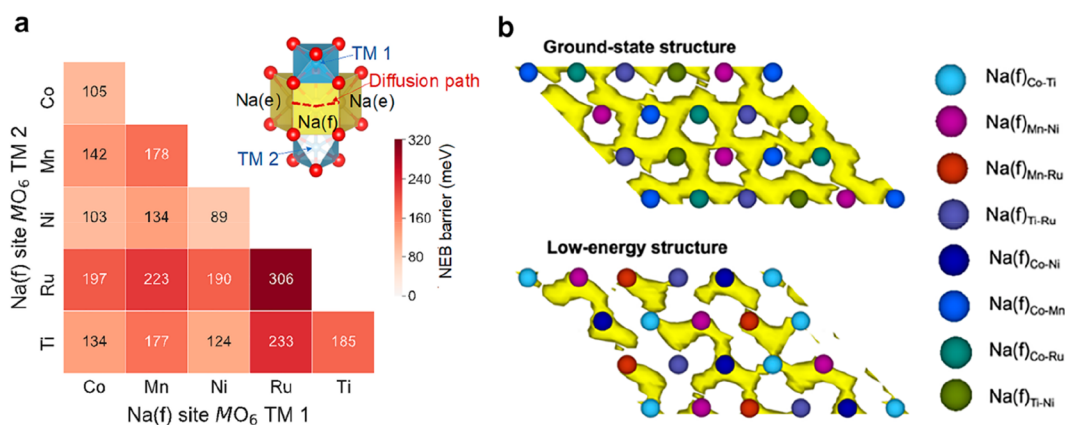 a
TM 1
Diffusion path
Na(e)
Na(e)
Na(f)
TM 2
Na(f) site MO6 TM 2
Co
Mn
Ni
Ru
Ti
105
142 178
103 134 89
197 223 190 306
134 177 124 233 185
Co Mn Ni Ru Ti
Na(f) site MO6 TM 1
320
240
160
80
0
NEB barrier (meV)
b
Ground-state structure
Low-energy structure
Na(f)Co-Ti
Na(f)Mn-Ni
Na(f)Mn-Ru
Na(f)Ti-Ru
Na(f)Co-Ni
Na(f)Co-Mn
Na(f)Co-Ru
Na(f)Ti-Ni